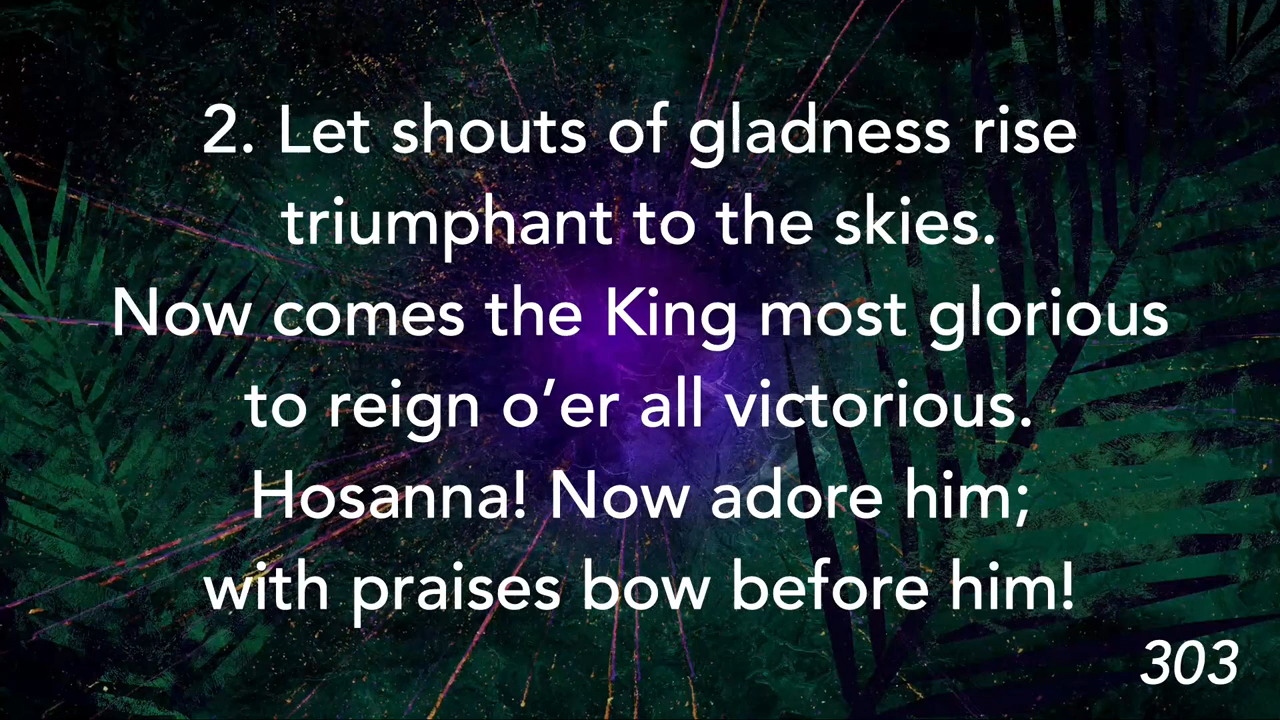 2. Let shouts of gladness rise
triumphant to the skies.
Now comes the King most glorious
to reign o’er all victorious.
Hosanna! Now adore him;
with praises bow before him!
303